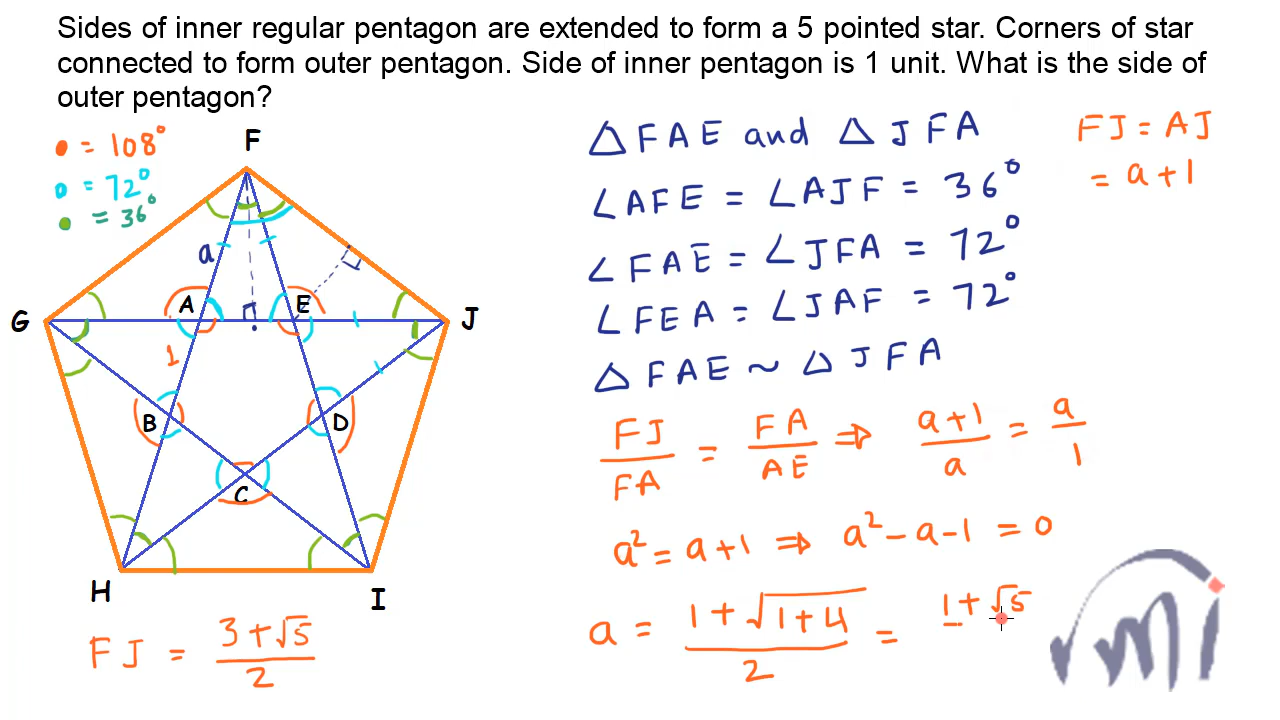 Sides of inner regular pentagon are extended to form a 5 pointed star. Corners of star
connected to form outer pentagon. Side of inner pentagon is 1 unit. What is the side of
outer pentagon?
= 108°
= 72°
= 36°
F
a
G
A
E
J
1
B
D
C
H
I
FJ = (3 + √5) / 2
△ FAE and △ JFA
∠AFE = ∠AJF = 36°
∠FAE = ∠JFA = 72°
∠FEA = ∠JAF = 72°
△ FAE ~ △ JFA
FJ / FA = FA / AE ⇒ (a+1) / a = a / 1
a² = a+1 ⇒ a² - a - 1 = 0
a = (1 + √(1+4)) / 2 = 1 + √5
FJ = AJ
= a + 1
vmi